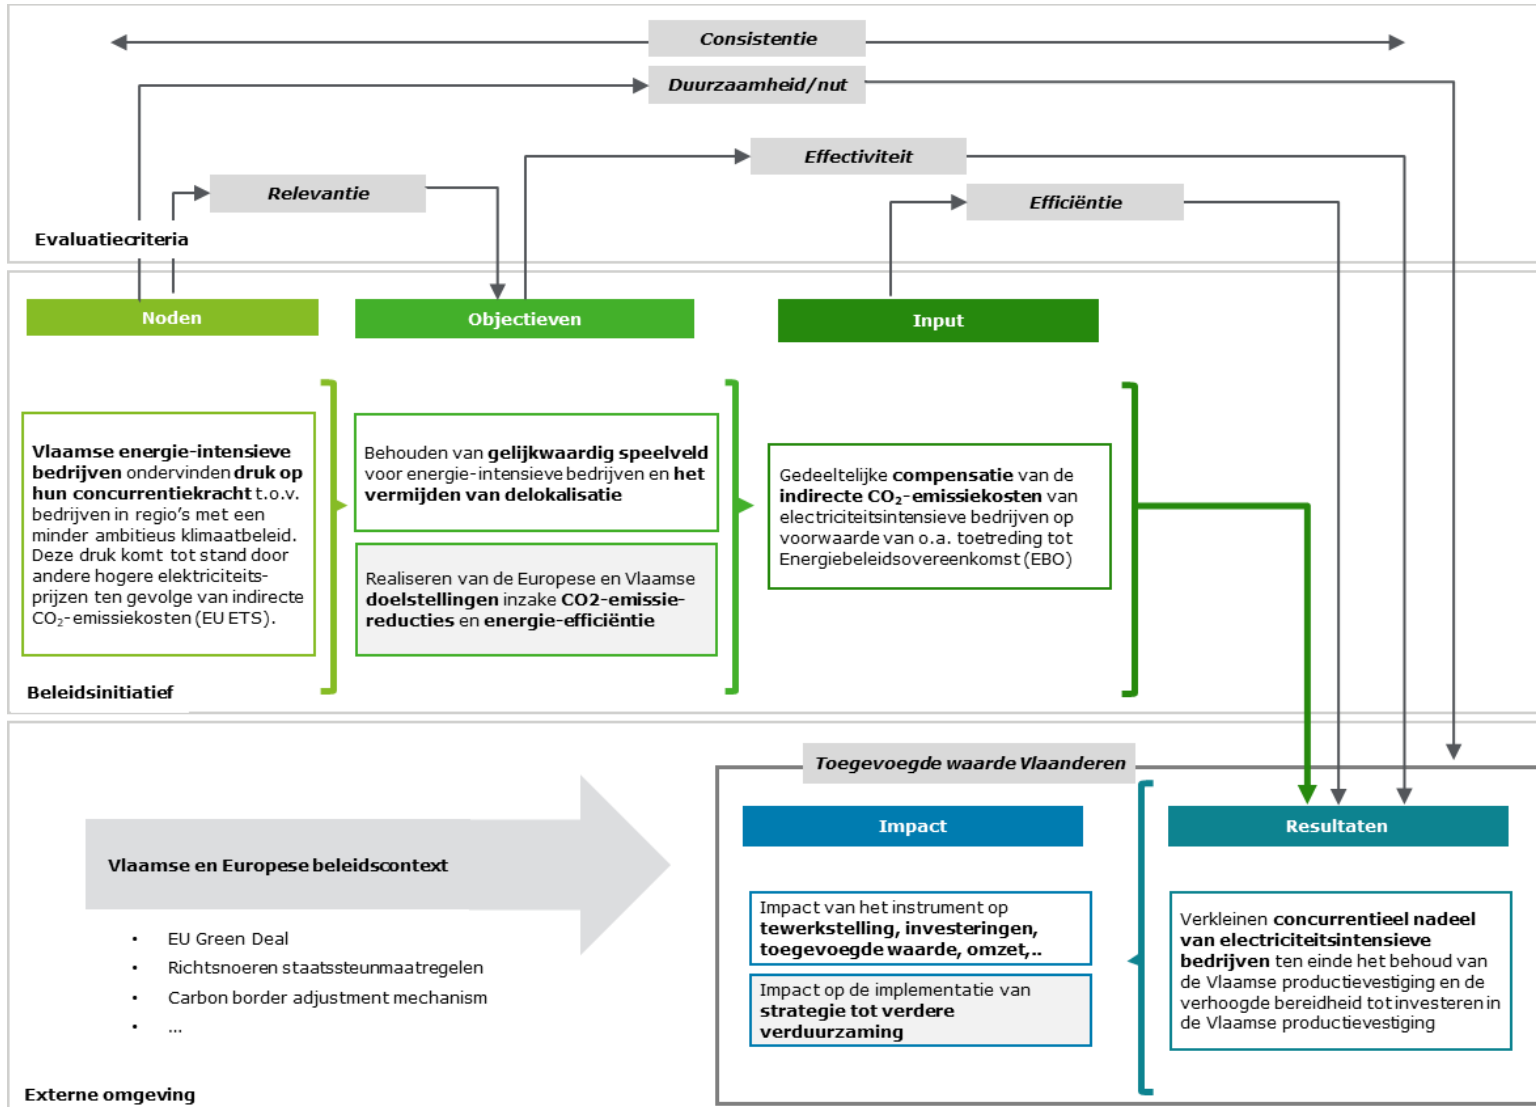 Consistentie
Duurzaamheid/nut
Effectiviteit
Relevantie
Efficiëntie
Evaluatiecriteria
Noden
Objectieven
Input
Vlaamse energie-intensieve
bedrijven ondervinden druk op
hun concurrentiekracht t.o.v.
bedrijven in regio's met een
minder ambitieus klimaatbeleid.
Deze druk komt tot stand door
andere hogere elektriciteits-
prijzen ten gevolge van indirecte
CO₂-emissiekosten (EU ETS).
Behouden van gelijkwaardig speelveld
voor energie-intensieve bedrijven en het
vermijden van delokalisatie
Realiseren van de Europese en Vlaamse
doelstellingen inzake CO2-emissie-
reducties en energie-efficiëntie
Gedeeltelijke compensatie van de
indirecte CO₂-emissiekosten van
electriciteitsintensieve bedrijven op
voorwaarde van o.a. toetreding tot
Energiebeleidsovereenkomst (EBO)
Beleidsinitiatief
Toegevoegde waarde Vlaanderen
Vlaamse en Europese beleidscontext
• EU Green Deal
• Richtsnoeren staatssteunmaatregelen
• Carbon border adjustment mechanism
• ...
Impact
Resultaten
Impact van het instrument op
tewerkstelling, investeringen,
toegevoegde waarde, omzet,..
Impact op de implementatie van
strategie tot verdere
verduurzaming
Verkleinen concurrentieel nadeel
van electriciteitsintensieve
bedrijven ten einde het behoud van
de Vlaamse productievestiging en de
verhoogde bereidheid tot investeren in
de Vlaamse productievestiging
Externe omgeving